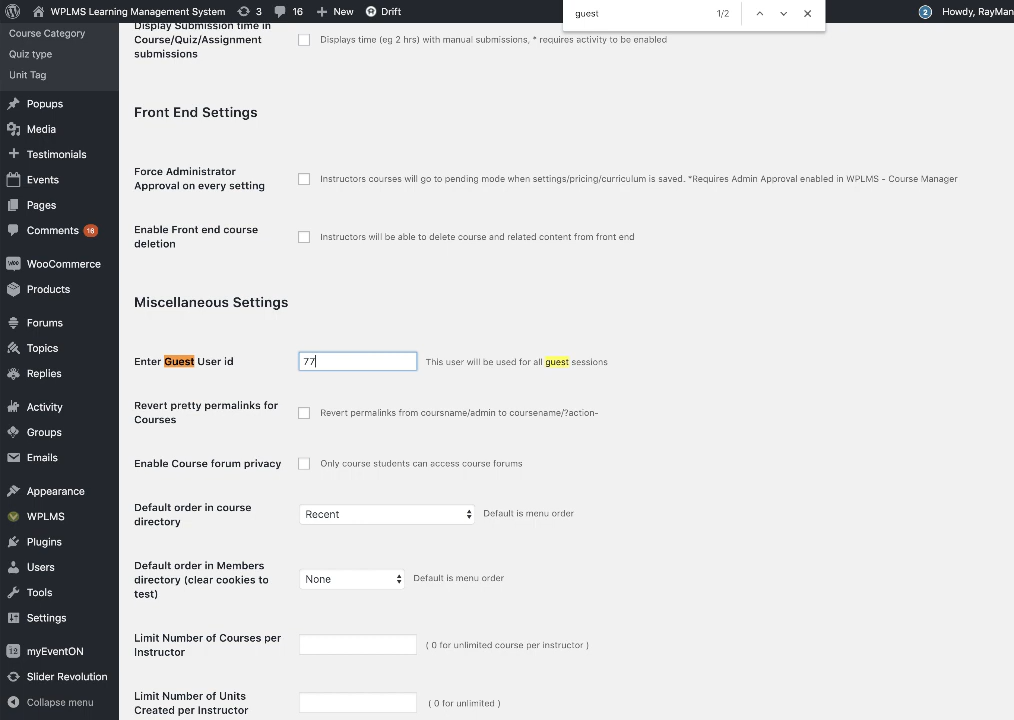 WPLMS Learning Management System 3 16 New Drift
guest 1/2
2 Howdy, RayMan
Course Category
Quiz type
Unit Tag
Popups
Media
Testimonials
Events
Pages
Comments 16
WooCommerce
Products
Forums
Topics
Replies
Activity
Groups
Emails
Appearance
WPLMS
Plugins
Users
Tools
Settings
12 myEventON
Slider Revolution
Collapse menu
Display Submission time in
Course/Quiz/Assignment
submissions
Displays time (eg 2 hrs) with manual submissions, * requires activity to be enabled
Front End Settings
Force Administrator
Approval on every setting
Instructors courses will go to pending mode when settings/pricing/curriculum is saved. *Requires Admin Approval enabled in WPLMS - Course Manager
Enable Front end course
deletion
Instructors will be able to delete course and related content from front end
Miscellaneous Settings
Enter Guest User id
77
This user will be used for all guest sessions
Revert pretty permalinks for
Courses
Revert permalinks from coursname/admin to coursename/?action-
Enable Course forum privacy
Only course students can access course forums
Default order in course
directory
Recent
Default is menu order
Default order in Members
directory (clear cookies to
test)
None
Default is menu order
Limit Number of Courses per
Instructor
( 0 for unlimited course per instructor )
Limit Number of Units
Created per Instructor
( 0 for unlimited )